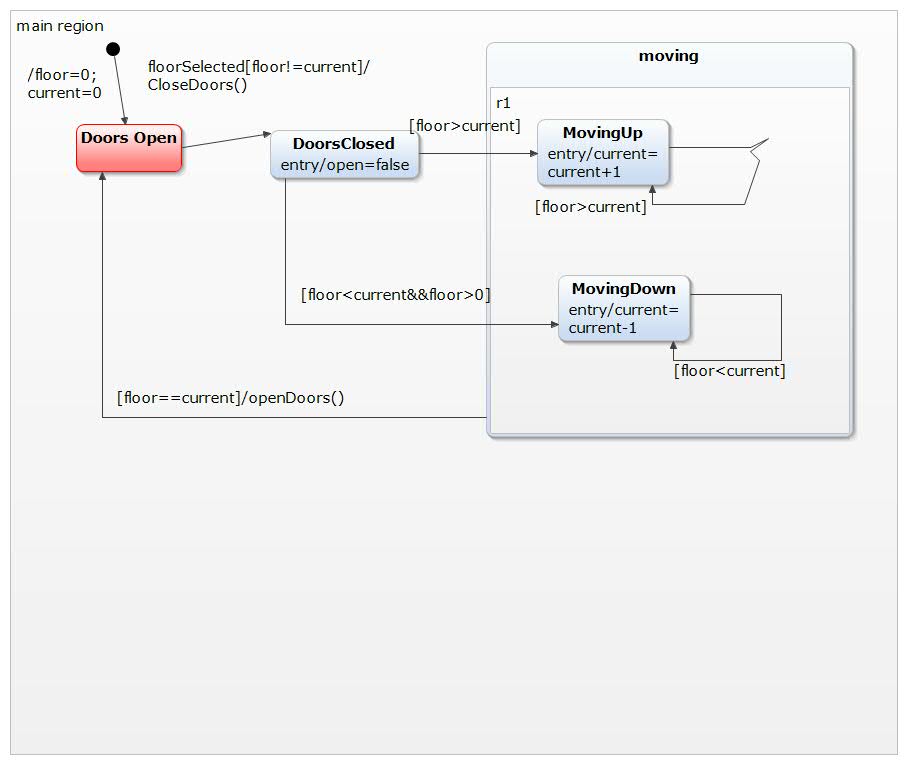 main region
/floor=0;
current=0
floorSelected[floor!=current]/
CloseDoors()
Doors Open
DoorsClosed
entry/open=false
[floor>current]
moving
r1
MovingUp
entry/current=
current+1
[floor>current]
[floor<current&&floor>0]
MovingDown
entry/current=
current-1
[floor<current]
[floor==current]/openDoors()